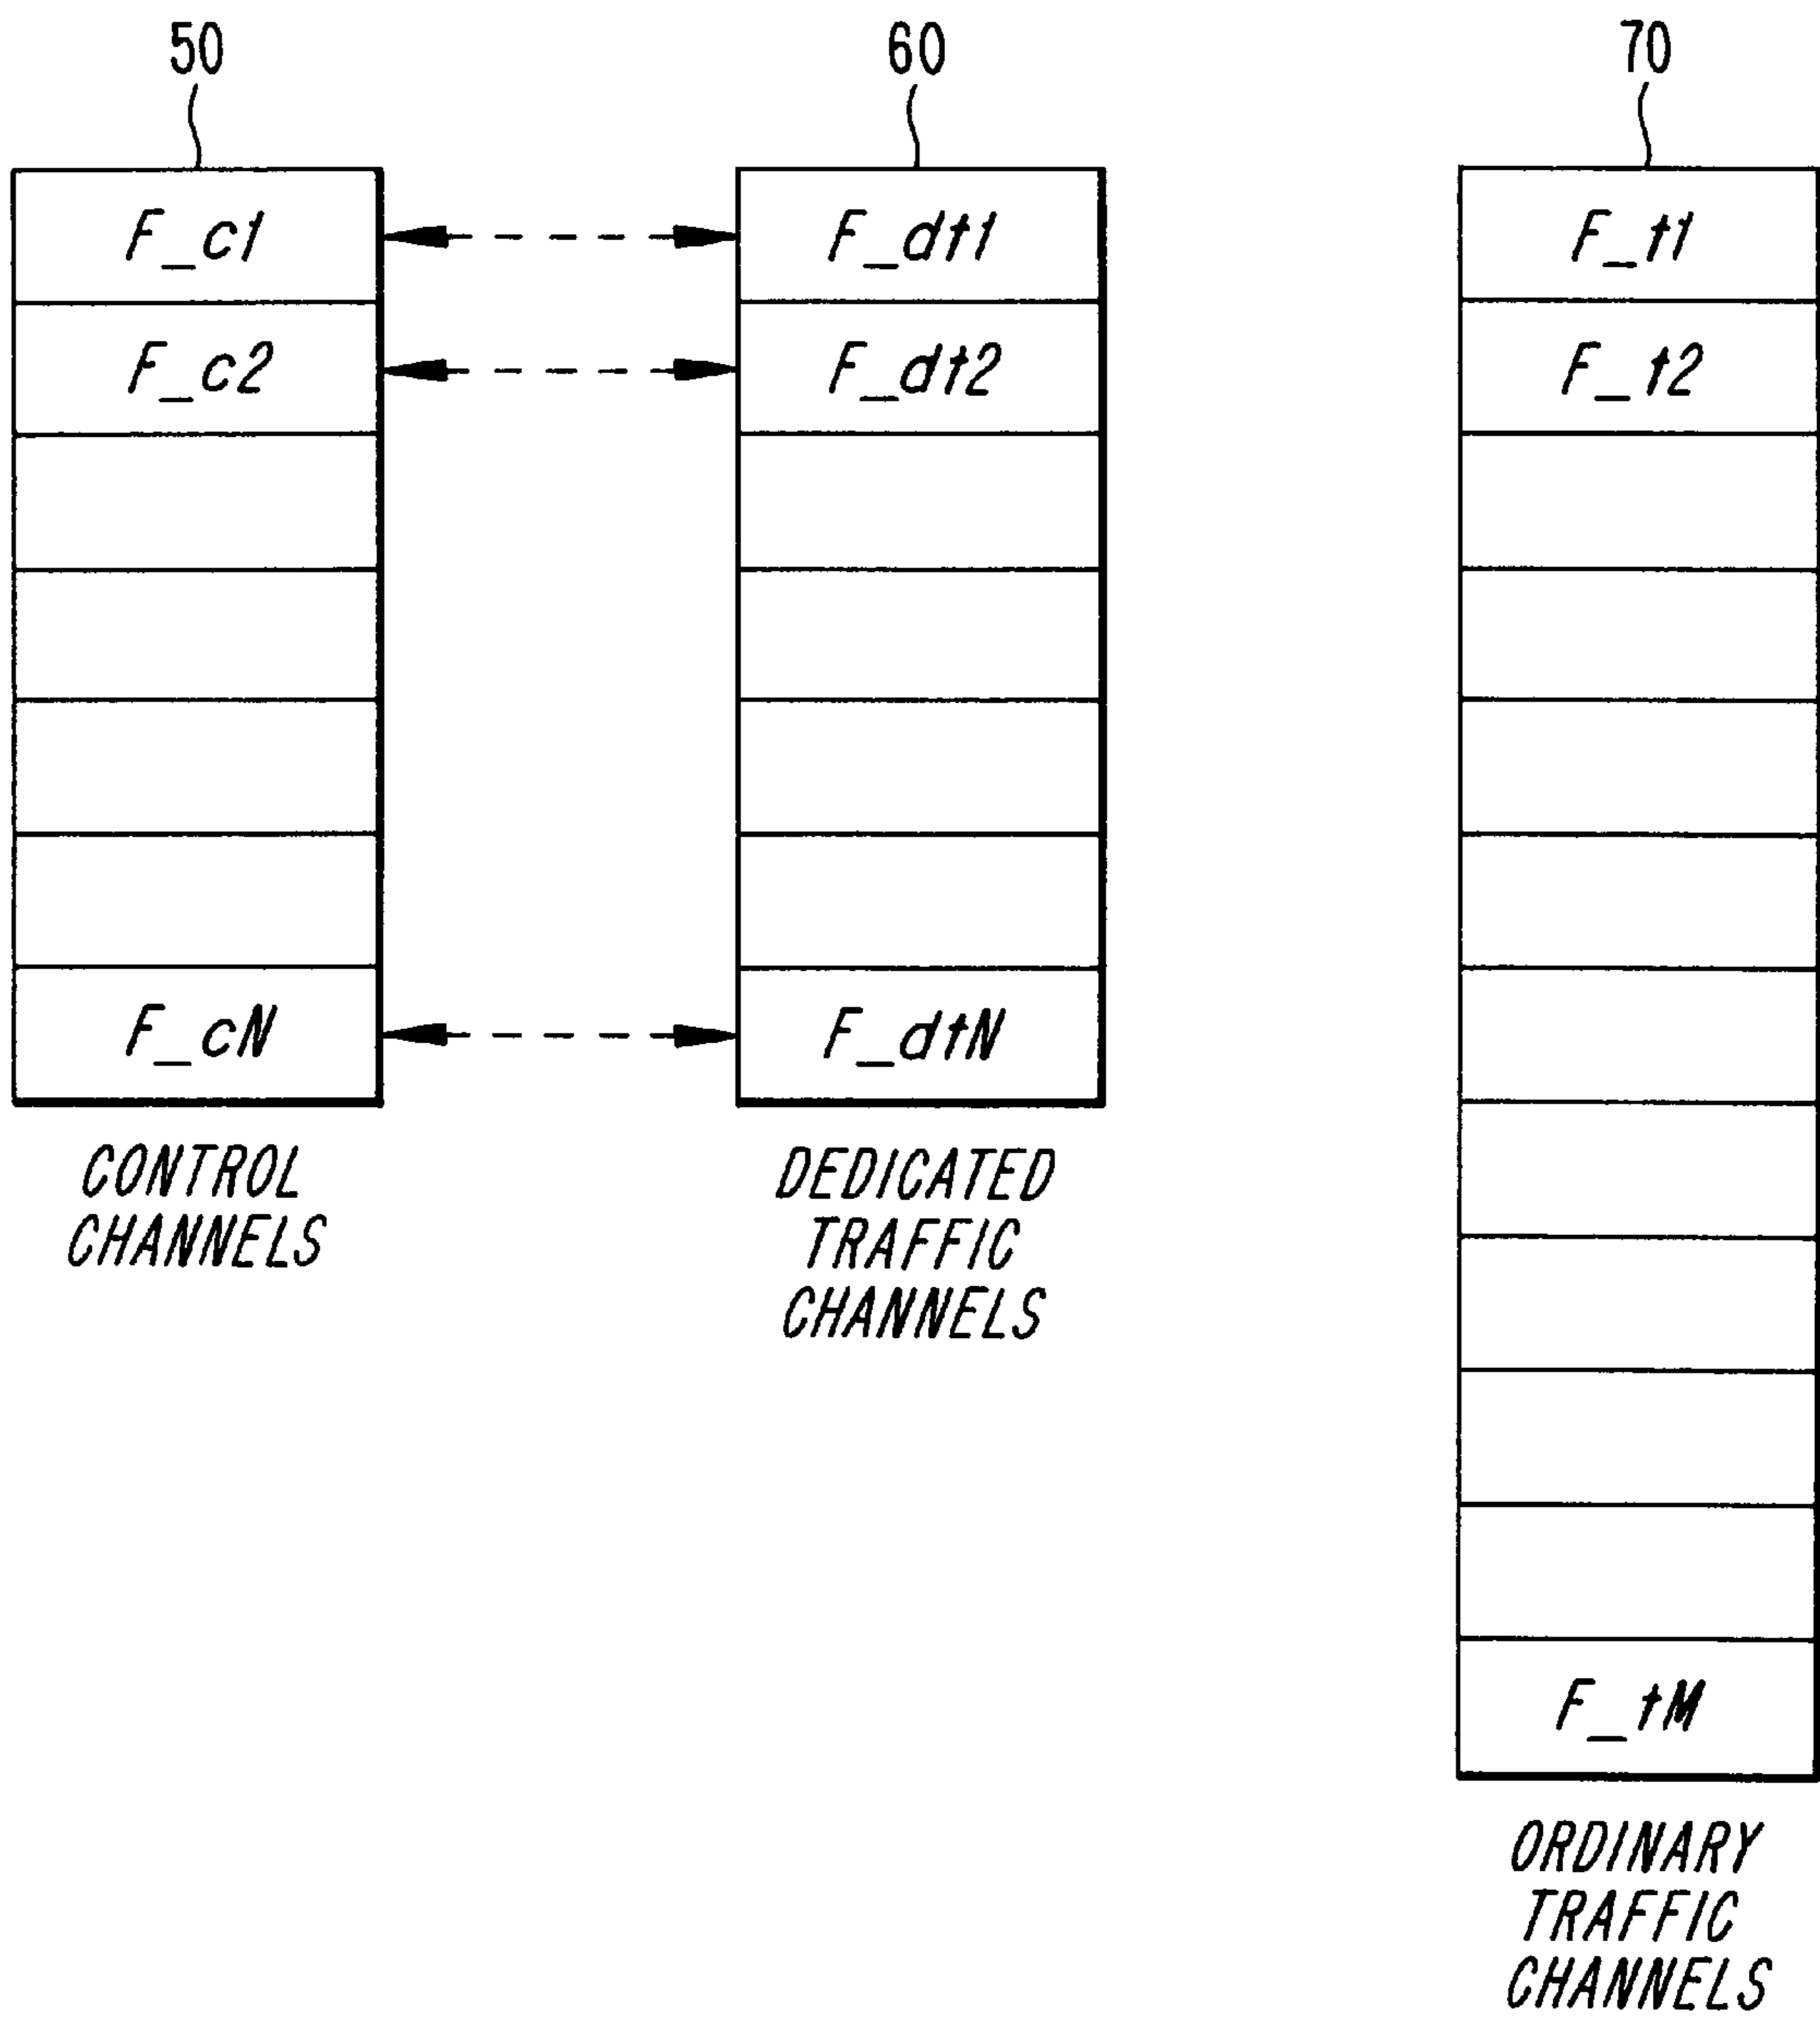 50
F_c1
F_c2
F_cN
CONTROL
CHANNELS
60
F_dt1
F_dt2
F_dtN
DEDICATED
TRAFFIC
CHANNELS
70
F_t1
F_t2
F_tM
ORDINARY
TRAFFIC
CHANNELS